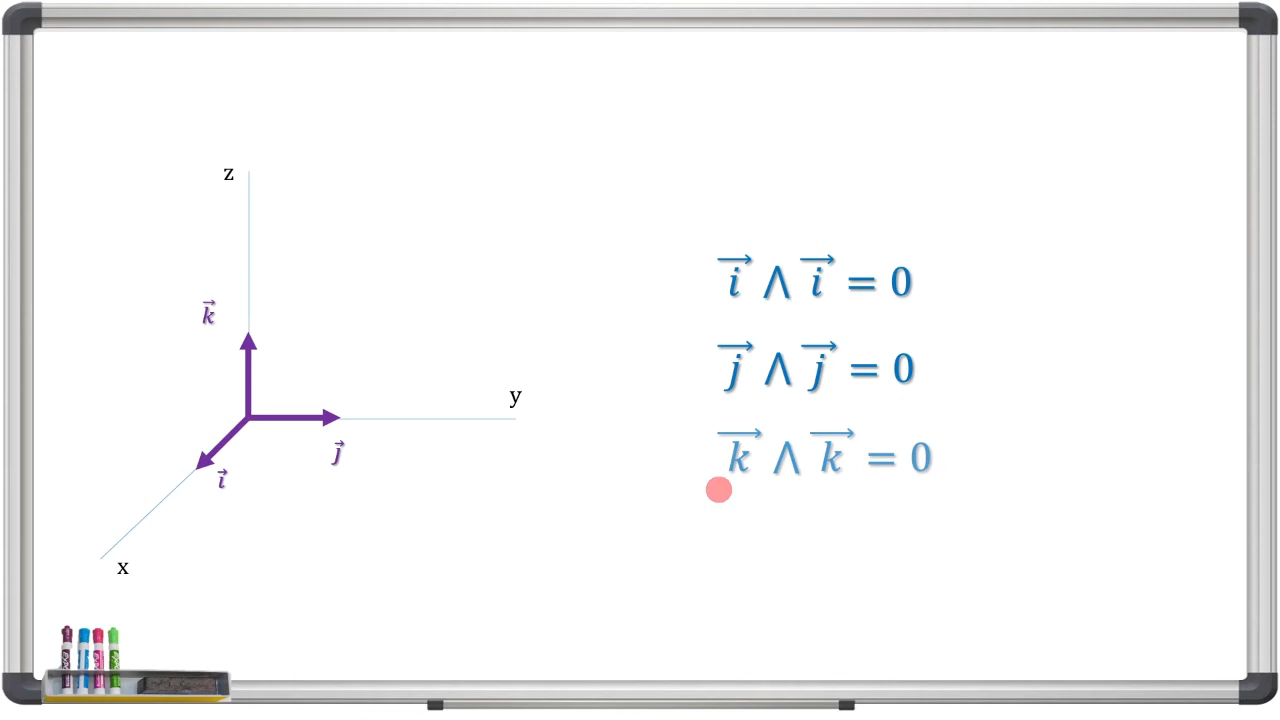 z
k⃗
y
j⃗
i⃗
x
i⃗ ∧ i⃗ = 0
j⃗ ∧ j⃗ = 0
k⃗ ∧ k⃗ = 0